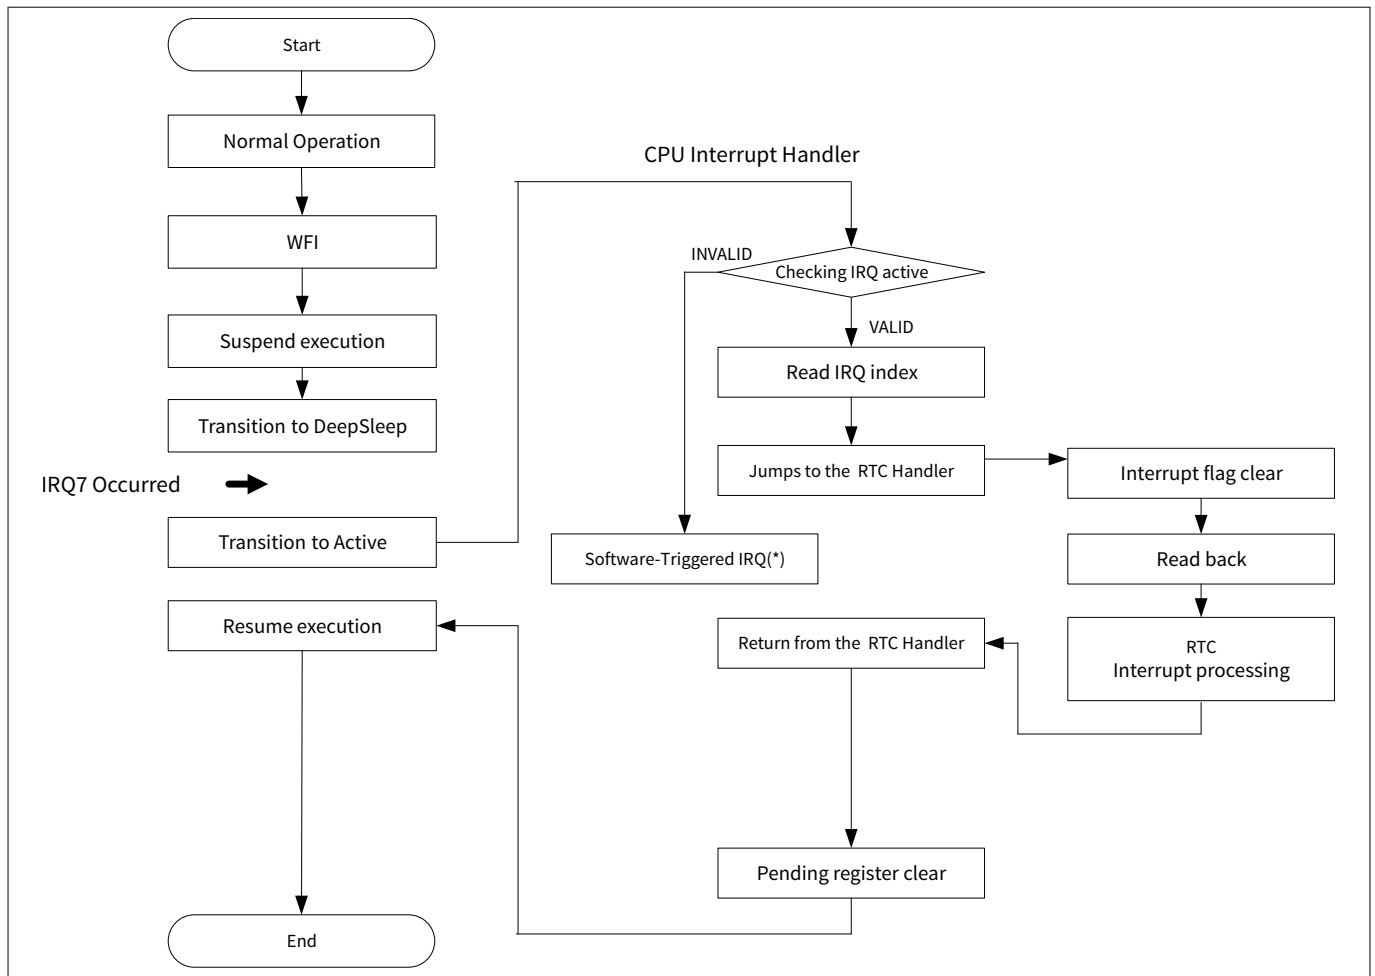 Start
Normal Operation
WFI
Suspend execution
Transition to DeepSleep
IRQ7 Occurred
Transition to Active
Resume execution
End
CPU Interrupt Handler
INVALID
Checking IRQ active
VALID
Read IRQ index
Jumps to the RTC Handler
Software-Triggered IRQ(*)
Interrupt flag clear
Read back
RTC
Interrupt processing
Return from the RTC Handler
Pending register clear